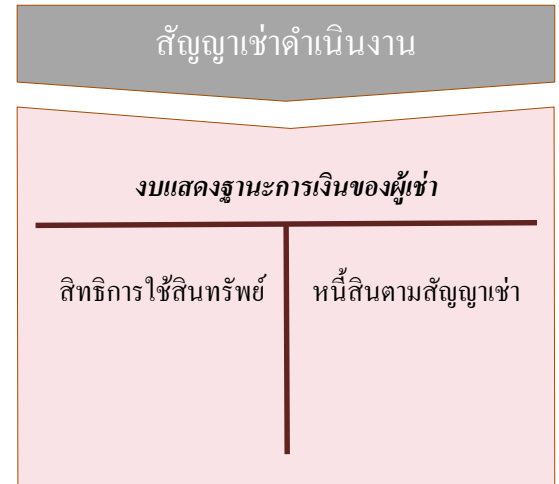 สัญญาเช่าดำเนินงาน
งบแสดงฐานะการเงินของผู้เช่า
สิทธิการใช้สินทรัพย์ หนี้สินตามสัญญาเช่า